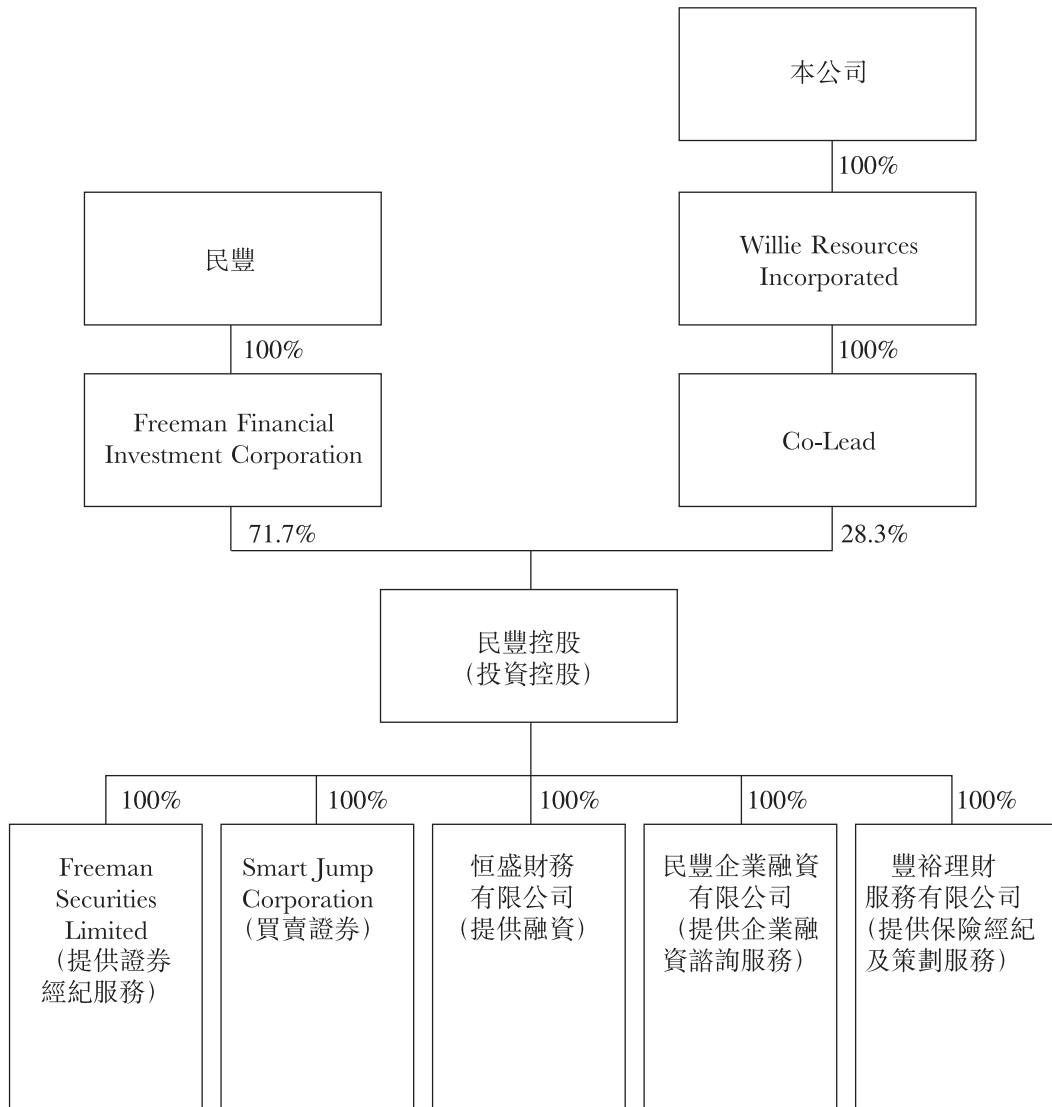 本公司
100%
民豐
Willie Resources
Incorporated
100%
100%
Freeman Financial
Investment Corporation
Co-Lead
71.7%
28.3%
民豐控股
（投資控股）
100%
100%
100%
100%
100%
Freeman
Securities
Limited
（提供證券
經紀服務）
Smart Jump
Corporation
（買賣證券）
恒盛財務
有限公司
（提供融資）
民豐企業融資
有限公司
（提供企業融
資諮詢服務）
豐裕理財
服務有限公司
（提供保險經紀
及策劃服務）